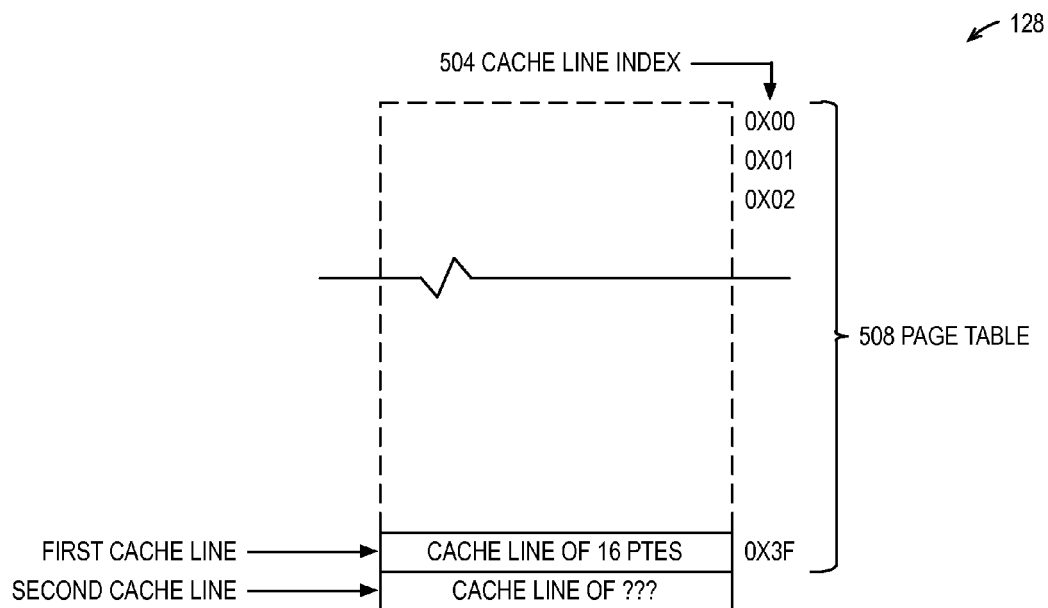 128
504 CACHE LINE INDEX
0X00
0X01
0X02
508 PAGE TABLE
FIRST CACHE LINE
CACHE LINE OF 16 PTES
0X3F
SECOND CACHE LINE
CACHE LINE OF ???